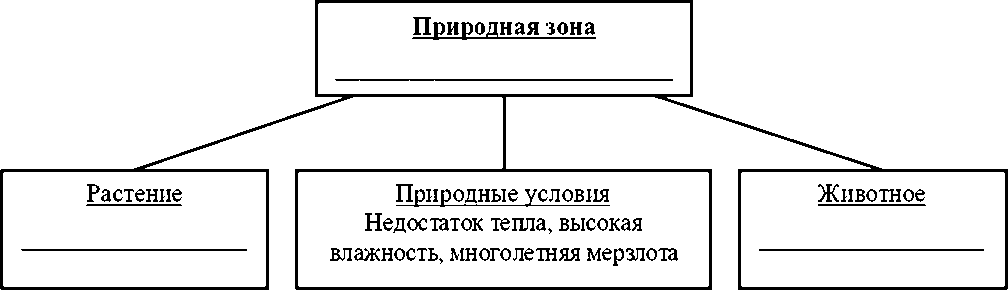 Природная зона
Растение
Природные условия
Недостаток тепла, высокая
влажность, многолетняя мерзлота
Животное